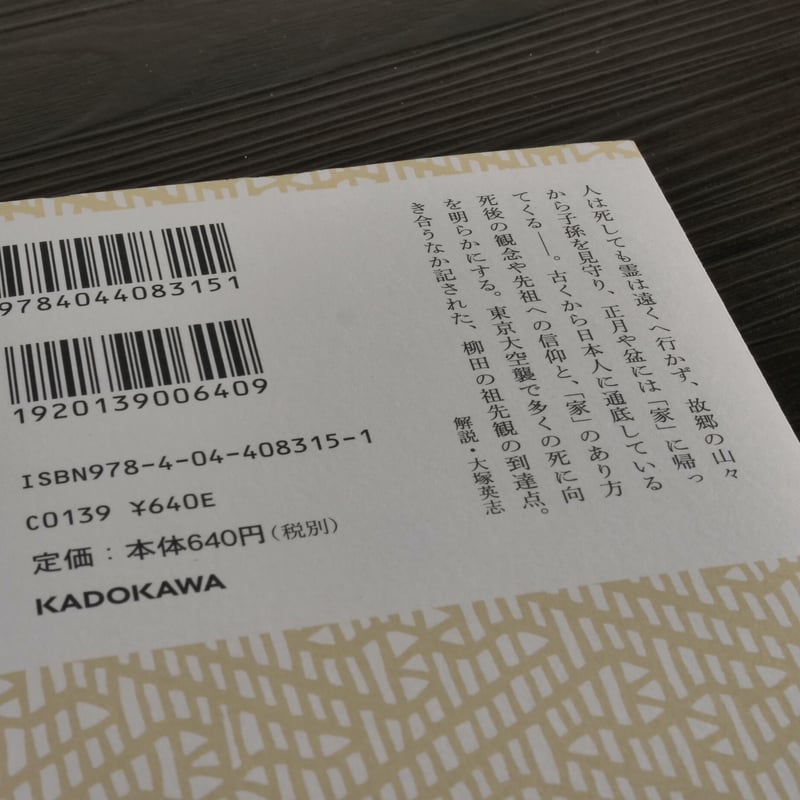 人は死しても霊は遠くへ行かず、故郷の山々
から子孫を見守り、正月や盆には「家」に帰っ
てくる――。古くから日本人に通底している
死後の観念や先祖への信仰と、「家」のあり方
を明らかにする。東京大空襲で多くの死に向
き合うなか記された、柳田の祖先観の到達点。
解説・大塚英志
9784044083151
1920139006409
ISBN978-4-04-408315-1
C0139 ¥640E
定価：本体640円（税別）
KADOKAWA